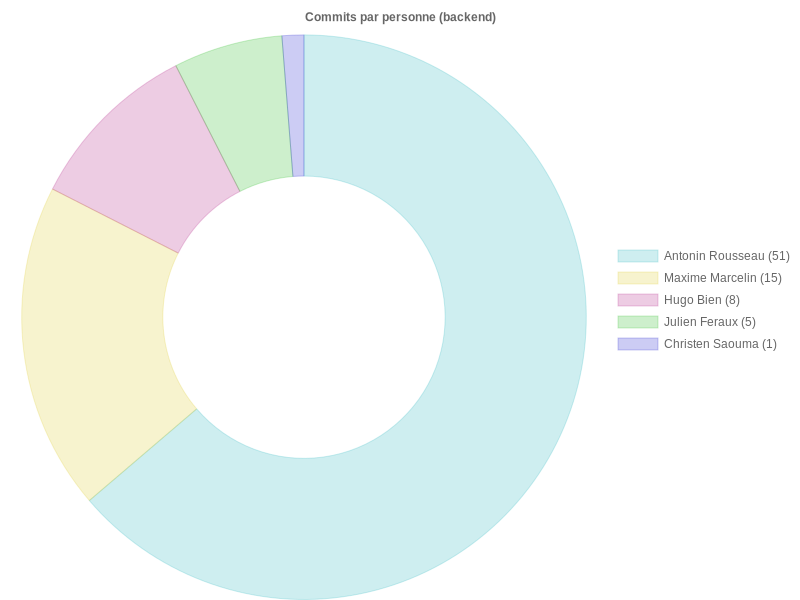 Commits par personne (backend)
Antonin Rousseau (51)
Maxime Marcelin (15)
Hugo Bien (8)
Julien Feraux (5)
Christen Saouma (1)